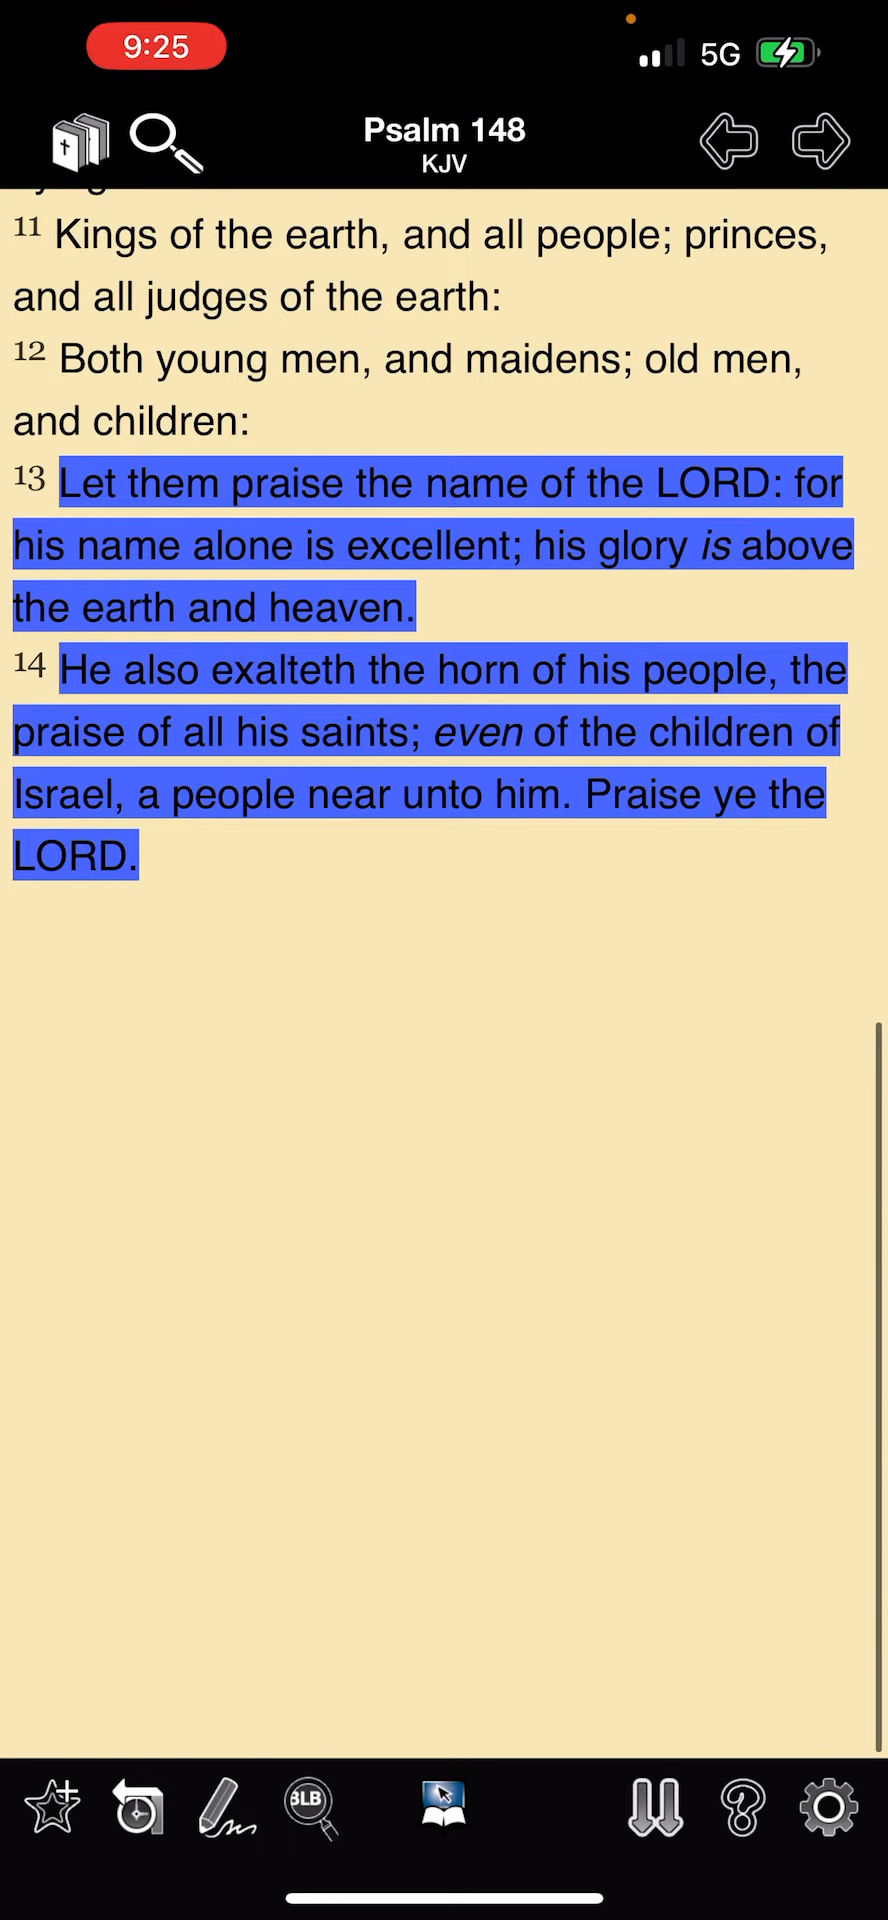 9:25
5G
Psalm 148
KJV
11 Kings of the earth, and all people; princes,
and all judges of the earth:
12 Both young men, and maidens; old men,
and children:
13 Let them praise the name of the LORD: for
his name alone is excellent; his glory is above
the earth and heaven.
14 He also exalteth the horn of his people, the
praise of all his saints; even of the children of
Israel, a people near unto him. Praise ye the
LORD.
BLB